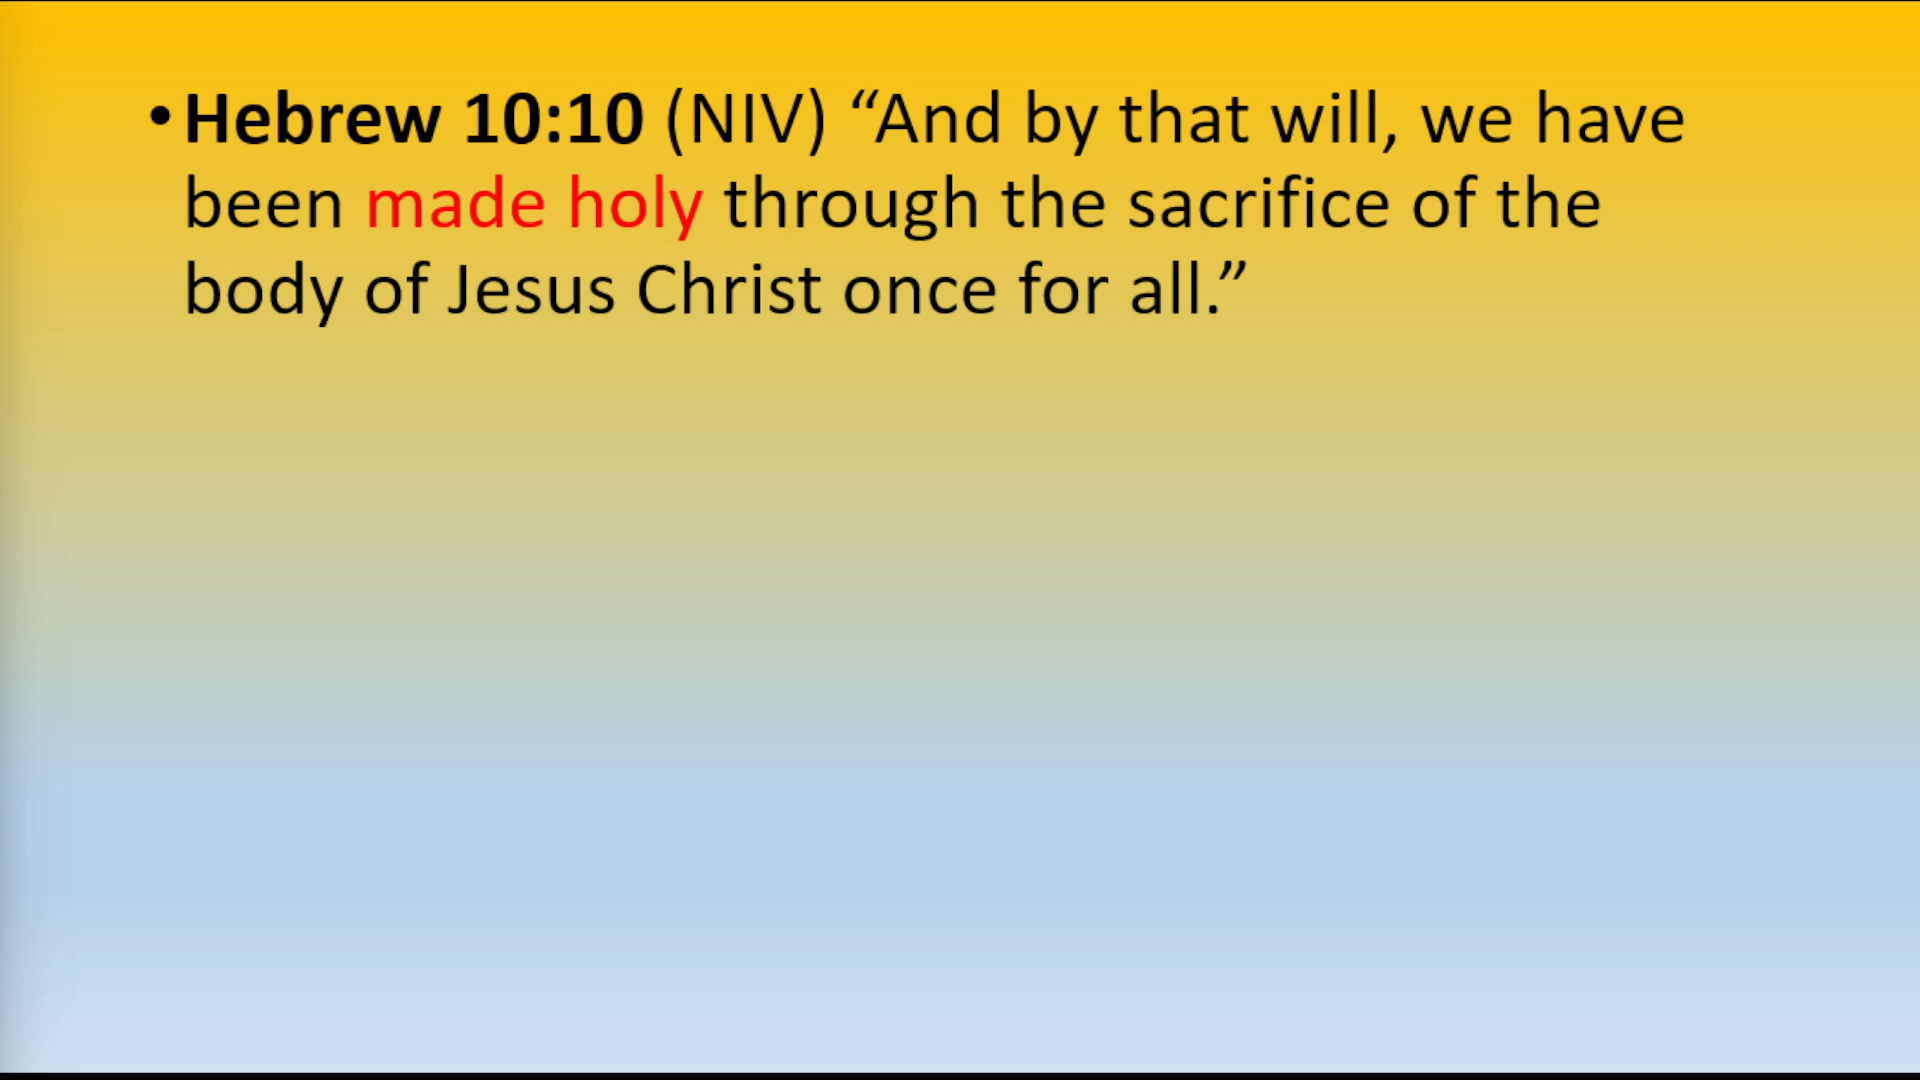 • Hebrew 10:10 (NIV) “And by that will, we have
been made holy through the sacrifice of the
body of Jesus Christ once for all.”